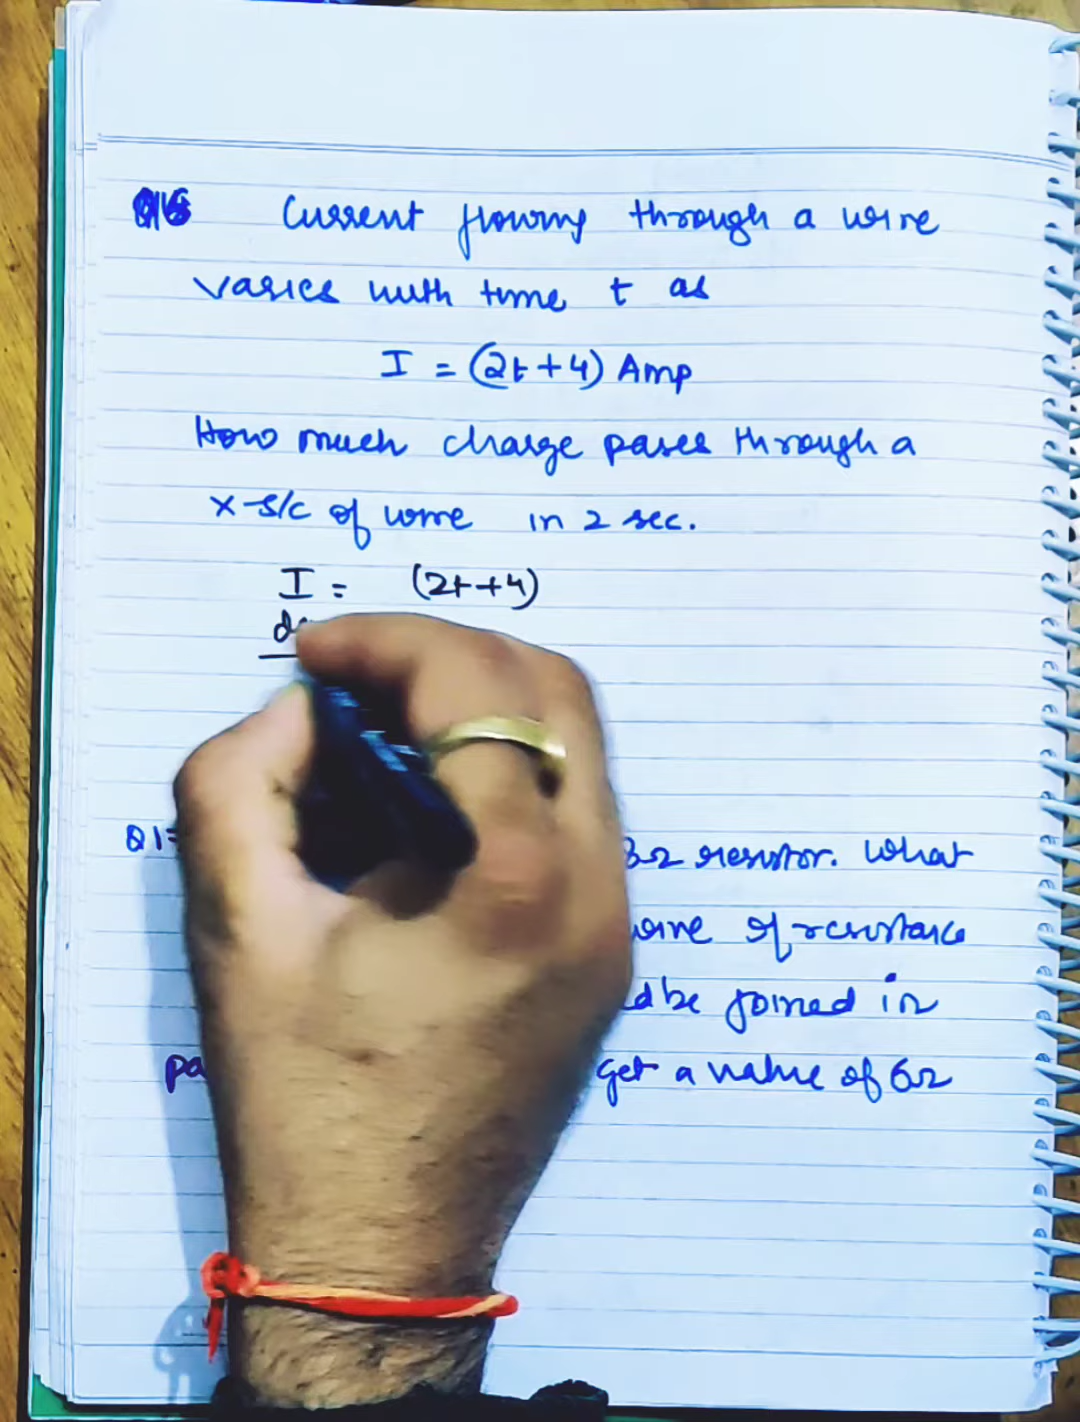 Q16 Current flowing through a wire
varies with time t as
I = (2t+4) Amp
How much charge passes through a
x-s/c of wire in 2 sec.
I = (2t+4)
Q1
3Ω resistor. What
wire of resistance
be joined in
get a value of 6Ω